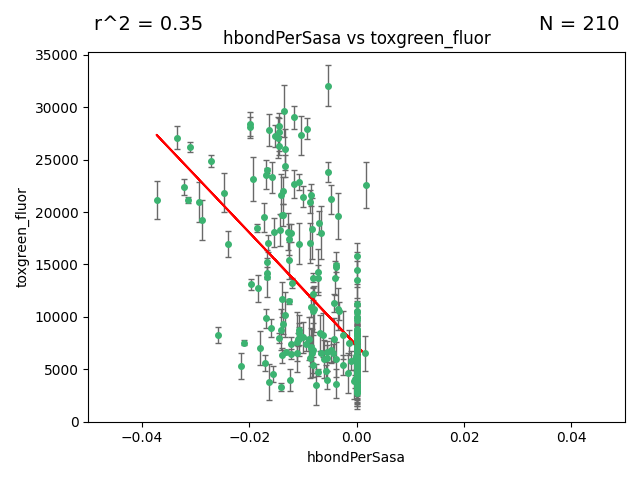 r^2 = 0.35
N = 210
hbondPerSasa vs toxgreen_fluor
35000
30000
25000
20000
15000
10000
5000
0
toxgreen_fluor
−0.04
−0.02
0.00
0.02
0.04
hbondPerSasa